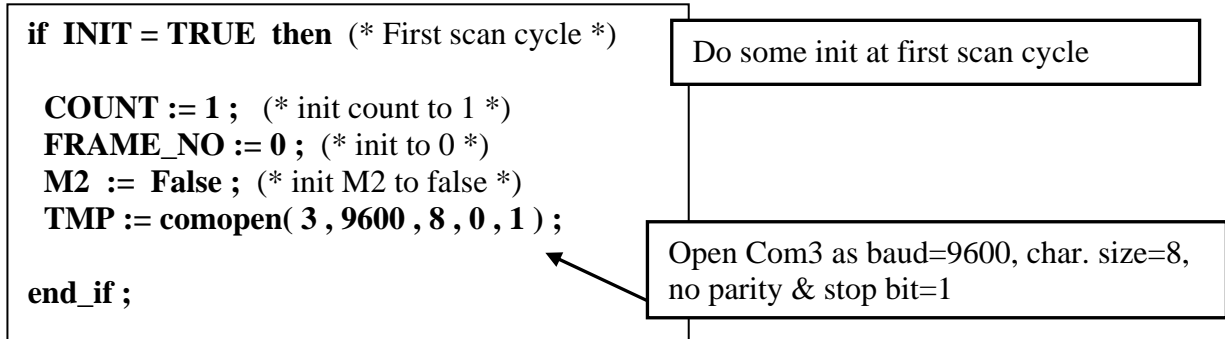 if INIT = TRUE then (* First scan cycle *)
COUNT := 1 ; (* init count to 1 *)
FRAME_NO := 0 ; (* init to 0 *)
M2 := False ; (* init M2 to false *)
TMP := comopen( 3 , 9600 , 8 , 0 , 1 ) ;
end_if ;
Do some init at first scan cycle
Open Com3 as baud=9600, char. size=8,
no parity & stop bit=1